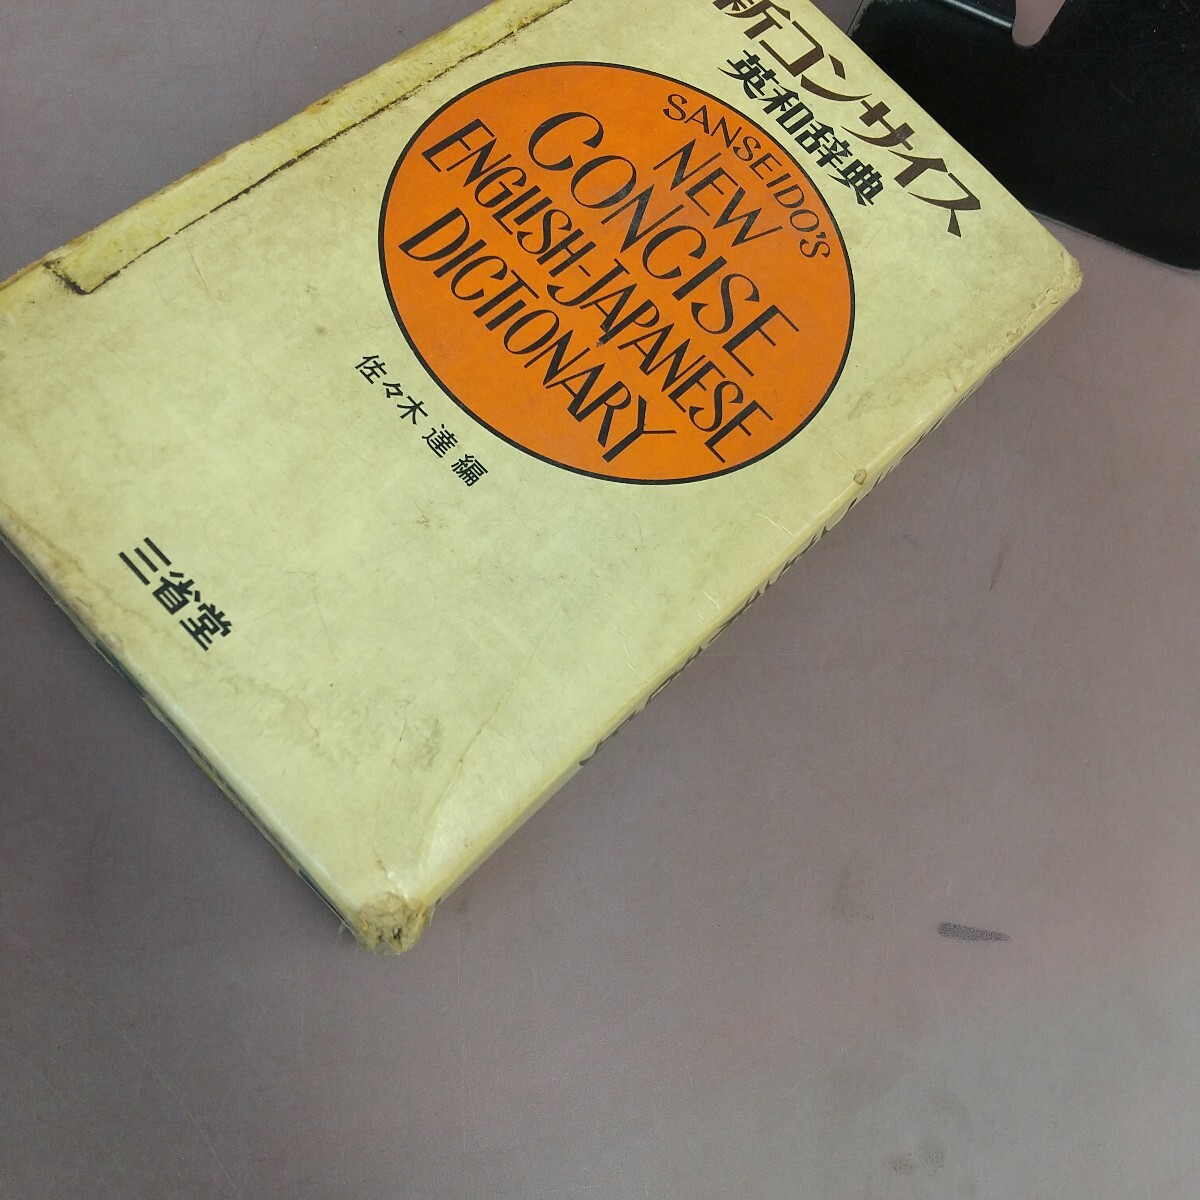 新コンサイス
英和辞典
SANSEIDO'S
NEW
CONCISE
ENGLISH-JAPANESE
DICTIONARY
佐々木 達 編
三省堂